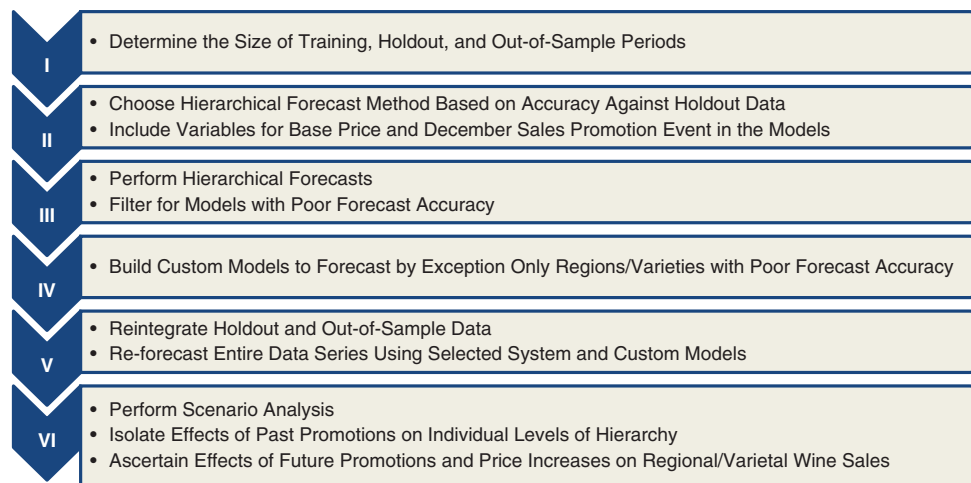 I
• Determine the Size of Training, Holdout, and Out-of-Sample Periods
II
• Choose Hierarchical Forecast Method Based on Accuracy Against Holdout Data
• Include Variables for Base Price and December Sales Promotion Event in the Models
III
• Perform Hierarchical Forecasts
• Filter for Models with Poor Forecast Accuracy
IV
• Build Custom Models to Forecast by Exception Only Regions/Varieties with Poor Forecast Accuracy
V
• Reintegrate Holdout and Out-of-Sample Data
• Re-forecast Entire Data Series Using Selected System and Custom Models
VI
• Perform Scenario Analysis
• Isolate Effects of Past Promotions on Individual Levels of Hierarchy
• Ascertain Effects of Future Promotions and Price Increases on Regional/Varietal Wine Sales